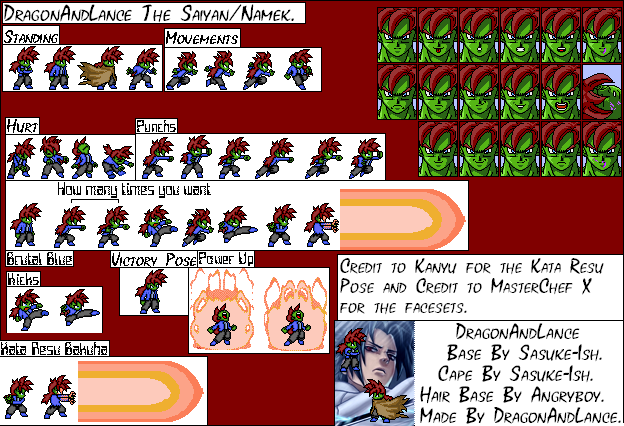 DragonAndLance The Saiyan/Namek.
Standing
Movements
Hurt
Punchs
How many times you want
Brutal Blue
Victory Pose
Power Up
Kicks
Credit to Kanyu for the Kata Resu
Pose and Credit to MasterChef X
for the facesets.
Kata Resu Bakuha
DragonAndLance
Base By Sasuke-Ish.
Cape By Sasuke-Ish.
Hair Base By Angryboy.
Made By DragonAndLance.